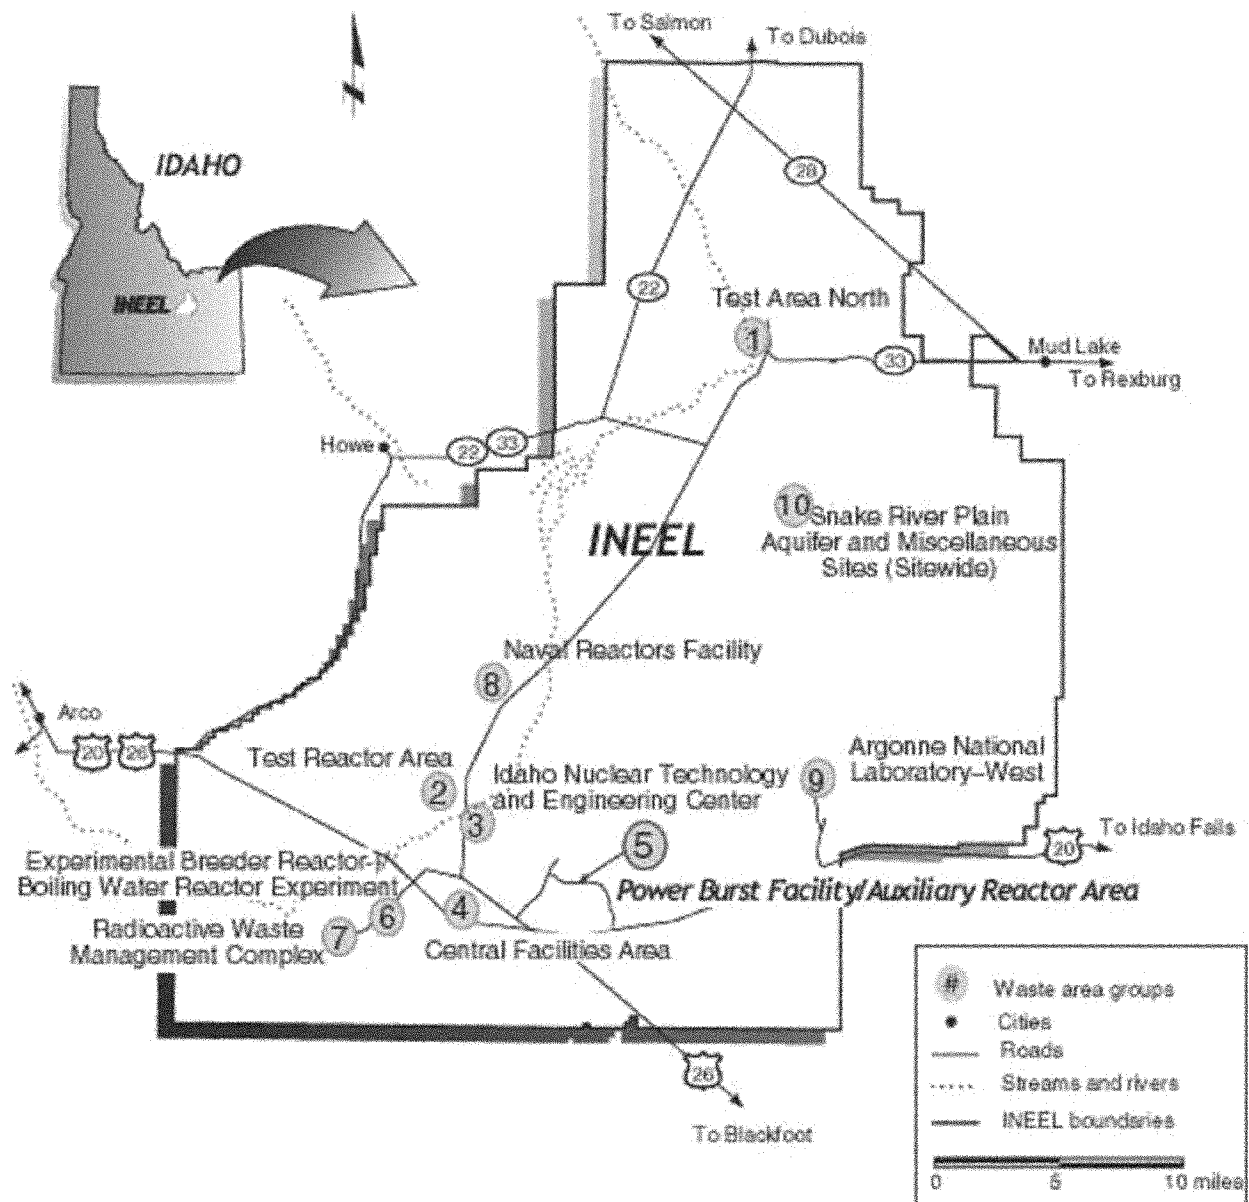 To Salmon
To Dubois
IDAHO
INEEL
28
22
Test Area North
1
33
Mud Lake
To Rexburg
Howe
22
33
10
Snake River Plain
Aquifer and Miscellaneous
Sites (Sitewide)
INEEL
Naval Reactors Facility
8
Arco
20
26
Test Reactor Area
2
Idaho Nuclear Technology
and Engineering Center
3
Argonne National
Laboratory-West
9
To Idaho Falls
20
5
Power Burst Facility/Auxiliary Reactor Area
Experimental Breeder Reactor-I/
Boiling Water Reactor Experiment
6
4
Radioactive Waste
Management Complex
7
Central Facilities Area
26
To Blackfoot
# Waste area groups
Cities
Roads
Streams and rivers
INEEL boundaries
0 5 10 miles